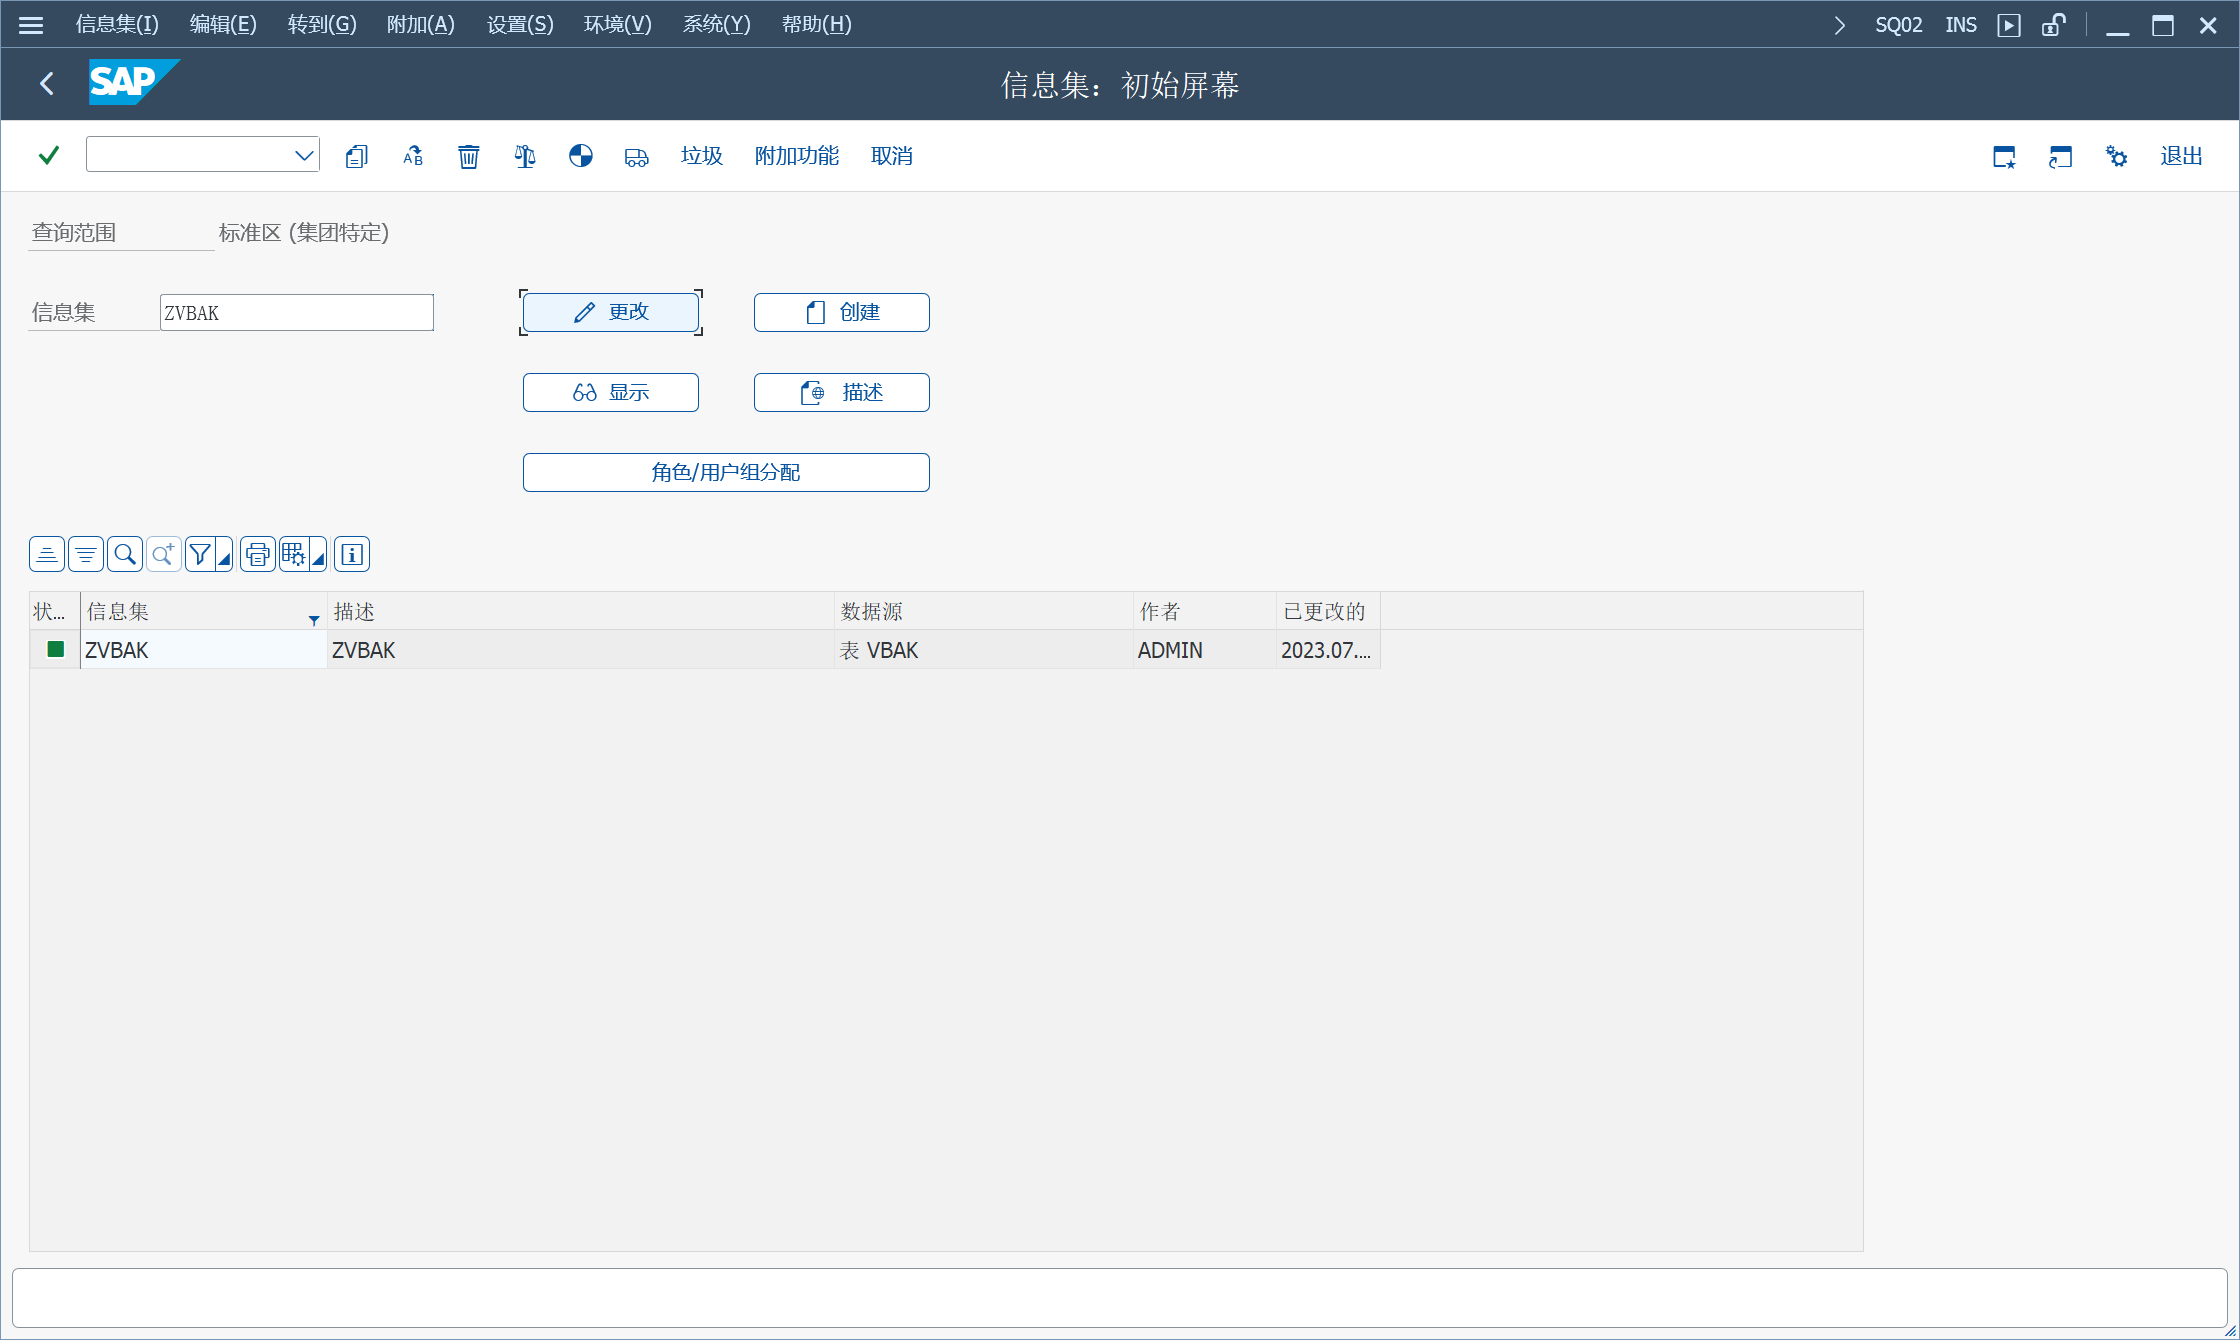 信息集(I) 编辑(E) 转到(G) 附加(A) 设置(S) 环境(V) 系统(Y) 帮助(H) SQ02 INS
SAP 信息集: 初始屏幕
垃圾 附加功能 取消 退出
查询范围 标准区 (集团特定)
信息集 ZVBAK 更改 创建
显示 描述
角色/用户组分配
状... 信息集 描述 数据源 作者 已更改的
ZVBAK ZVBAK 表 VBAK ADMIN 2023.07....